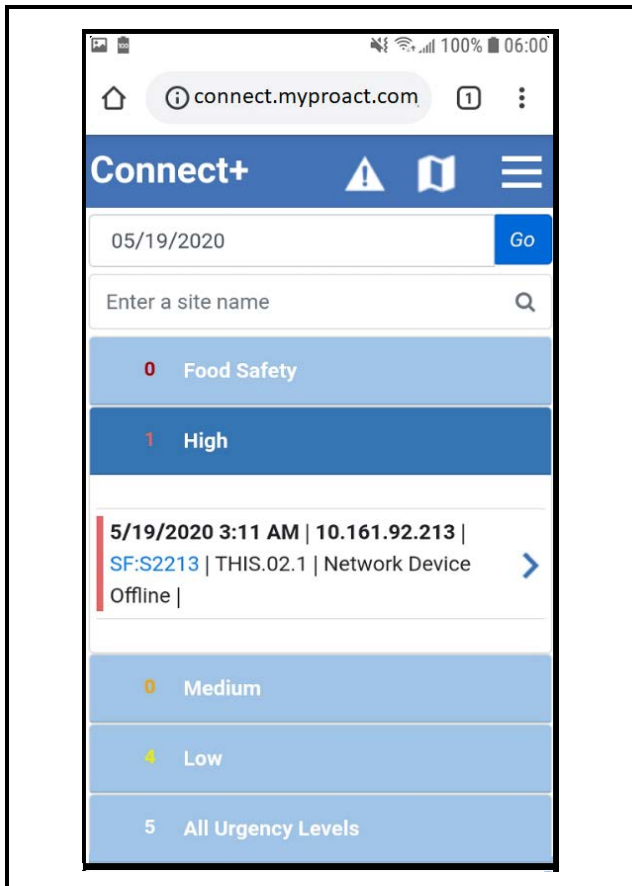 100% 06:00
connect.myproact.com
1
Connect+
05/19/2020 Go
Enter a site name
0 Food Safety
1 High
5/19/2020 3:11 AM | 10.161.92.213 |
SF:S2213 | THIS.02.1 | Network Device
Offline |
0 Medium
4 Low
5 All Urgency Levels